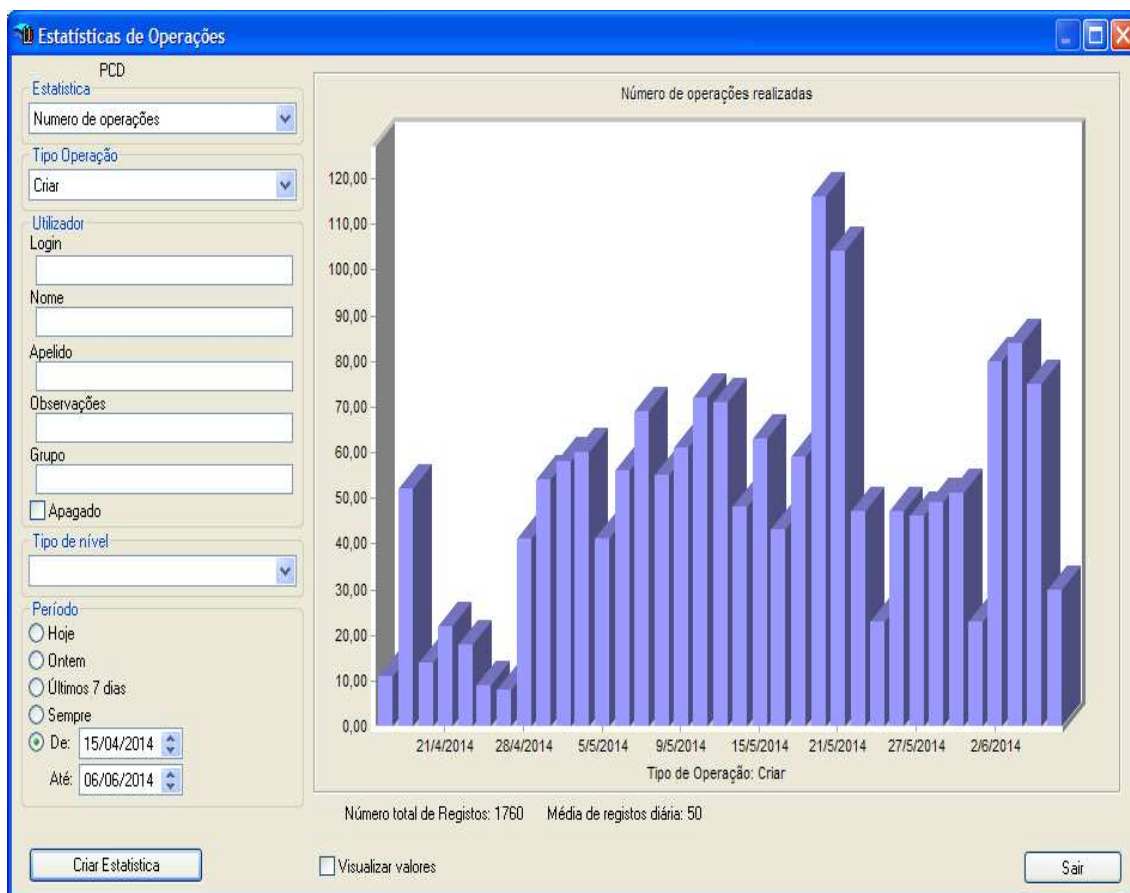 Estatísticas de Operações
PCD
Estatistica
Numero de operações
Tipo Operação
Criar
Utilizador
Login
Nome
Apelido
Observações
Grupo
Apagado
Tipo de nível
Período
Hoje
Ontem
Últimos 7 dias
Sempre
De: 15/04/2014
Até: 06/06/2014
Criar Estatistica
Número de operações realizadas
120,00
110,00
100,00
90,00
80,00
70,00
60,00
50,00
40,00
30,00
20,00
10,00
0,00
21/4/2014 28/4/2014 5/5/2014 9/5/2014 15/5/2014 21/5/2014 27/5/2014 2/6/2014
Tipo de Operação: Criar
Número total de Registos: 1760 Média de registos diária: 50
Visualizar valores
Sair